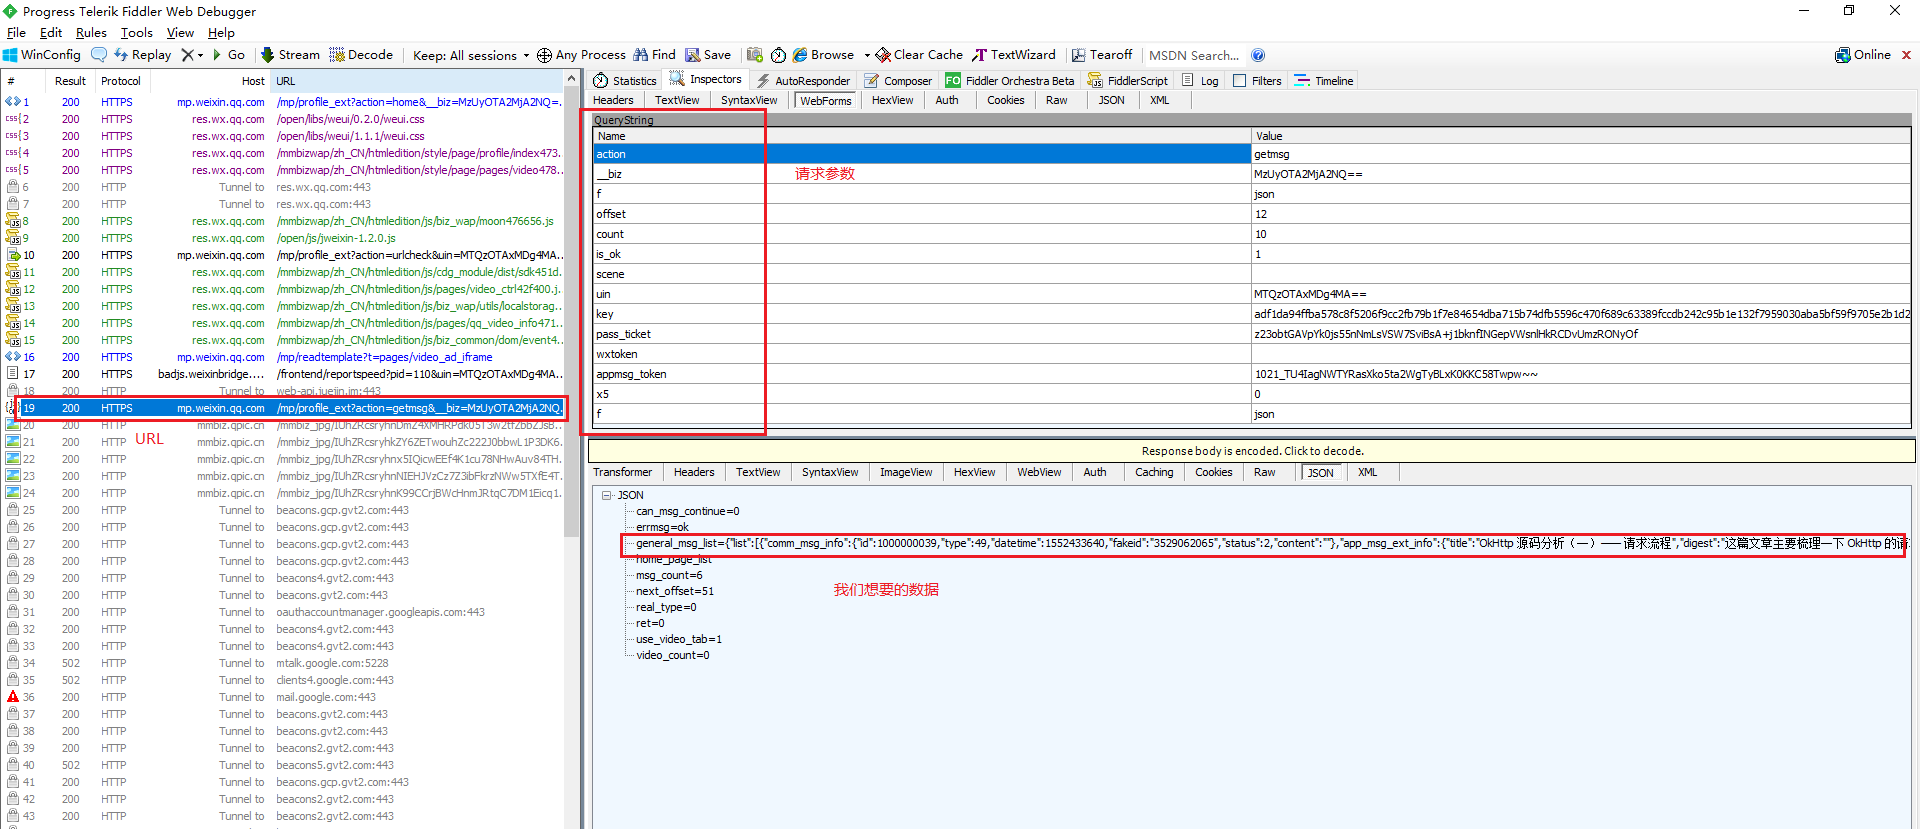 Progress Telerik Fiddler Web Debugger
File Edit Rules Tools View Help
WinConfig Replay Go Stream Decode Keep: All sessions Any Process Find Save Browse Clear Cache TextWizard Tearoff MSDN Search... Online
# Result Protocol Host URL
1 200 HTTPS mp.weixin.qq.com /mp/profile_ext?action=home&__biz=MzUyOTA2MjA2NQ=...
2 200 HTTPS res.wx.qq.com /open/libs/weui/0.2.0/weui.css
3 200 HTTPS res.wx.qq.com /open/libs/weui/1.1.1/weui.css
4 200 HTTPS res.wx.qq.com /mmbizwap/zh_CN/htmledition/style/page/profile/index473...
5 200 HTTPS res.wx.qq.com /mmbizwap/zh_CN/htmledition/style/page/pages/video478...
6 200 HTTP Tunnel to res.wx.qq.com:443
7 200 HTTP Tunnel to res.wx.qq.com:443
8 200 HTTPS res.wx.qq.com /mmbizwap/zh_CN/htmledition/js/biz_wap/moon476656.js
9 200 HTTPS res.wx.qq.com /open/js/jweixin-1.2.0.js
10 200 HTTPS mp.weixin.qq.com /mp/profile_ext?action=urlcheck&uin=MTQzOTAxMDg4MA...
11 200 HTTPS res.wx.qq.com /mmbizwap/zh_CN/htmledition/js/cdg_module/dist/sdk451d...
12 200 HTTPS res.wx.qq.com /mmbizwap/zh_CN/htmledition/js/pages/video_ctrl42f400.j...
13 200 HTTPS res.wx.qq.com /mmbizwap/zh_CN/htmledition/js/biz_wap/utils/localstorag...
14 200 HTTPS res.wx.qq.com /mmbizwap/zh_CN/htmledition/js/pages/qq_video_info471...
15 200 HTTPS res.wx.qq.com /mmbizwap/zh_CN/htmledition/js/biz_common/dom/event4...
16 200 HTTPS mp.weixin.qq.com /mp/readtemplate?t=pages/video_ad_iframe
17 200 HTTPS badjs.weixinbridge.... /frontend/reportspeed?pid=110&uin=MTQzOTAxMDg4MA...
18 200 HTTP Tunnel to web-api.juejin.im:443
19 200 HTTPS mp.weixin.qq.com /mp/profile_ext?action=getmsg&__biz=MzUyOTA2MjA2NQ...
20 200 HTTP mmbiz.qpic.cn
URL
21 200 HTTP mmbiz.qpic.cn /mmbiz_jpg/IUhZRcsryhkZY6ZETwouhZc222J0bbwL1P3DK6...
22 200 HTTP mmbiz.qpic.cn /mmbiz_jpg/IUhZRcsryhnx5IQicwEEf4K1cu78NHwAuv84TH...
23 200 HTTP mmbiz.qpic.cn /mmbiz_jpg/IUhZRcsryhnNIEHJVzCz7Z3ibFkrzNWw5TXfE4T...
24 200 HTTP mmbiz.qpic.cn /mmbiz_jpg/IUhZRcsryhnK99CCrjBWcHnmJRtqC7DM1Eicq1...
25 200 HTTP Tunnel to beacons.gcp.gvt2.com:443
26 200 HTTP Tunnel to beacons.gvt2.com:443
27 200 HTTP Tunnel to beacons.gvt2.com:443
28 200 HTTP Tunnel to beacons.gcp.gvt2.com:443
29 200 HTTP Tunnel to beacons4.gvt2.com:443
30 200 HTTP Tunnel to beacons.gvt2.com:443
31 200 HTTP Tunnel to oauthaccountmanager.googleapis.com:443
32 200 HTTP Tunnel to beacons4.gvt2.com:443
33 200 HTTP Tunnel to beacons4.gvt2.com:443
34 502 HTTP Tunnel to mtalk.google.com:5228
35 502 HTTP Tunnel to clients4.google.com:443
36 200 HTTP Tunnel to mail.google.com:443
37 200 HTTP Tunnel to beacons.gvt2.com:443
38 200 HTTP Tunnel to beacons.gvt2.com:443
39 200 HTTP Tunnel to beacons2.gvt2.com:443
40 502 HTTP Tunnel to beacons5.gvt2.com:443
41 200 HTTP Tunnel to beacons.gcp.gvt2.com:443
42 200 HTTP Tunnel to beacons2.gvt2.com:443
43 200 HTTP Tunnel to beacons2.gvt2.com:443
Statistics Inspectors AutoResponder Composer FO Fiddler Orchestra Beta FiddlerScript Log Filters Timeline
Headers TextView SyntaxView WebForms HexView Auth Cookies Raw JSON XML
QueryString
Name Value
action getmsg
__biz MzUyOTA2MjA2NQ==
请求参数
f json
offset 12
count 10
is_ok 1
scene
uin MTQzOTAxMDg4MA==
key adf1da94ffba578c8f5206f9cc2fb79b1f7e84654dba715b74dfb5596c470f689c63389fccdb242c95b1e132f7959030aba5bf59f9705e2b1d2
pass_ticket z23obtGAVpYk0js55nNmLsVSW7SviBsA+j1bknfINGepVWsnlHkRCDvUmzRONyOf
wxtoken
appmsg_token 1021_TU4IagNWTYRasXko5ta2WgTyBLxK0KKC58Twpw~~
x5 0
f json
Response body is encoded. Click to decode.
Transformer Headers TextView SyntaxView ImageView HexView WebView Auth Caching Cookies Raw JSON XML
JSON
can_msg_continue=0
errmsg=ok
general_msg_list={"list":[{"comm_msg_info":{"id":1000000039,"type":49,"datetime":1552433640,"fakeid":"3529062065","status":2,"content":""},"app_msg_ext_info":{"title":"OkHttp 源码分析（一）——请求流程","digest":"这篇文章主要梳理一下 OkHttp 的请
home_page_list
msg_count=6
next_offset=51
我们想要的数据
real_type=0
ret=0
use_video_tab=1
video_count=0